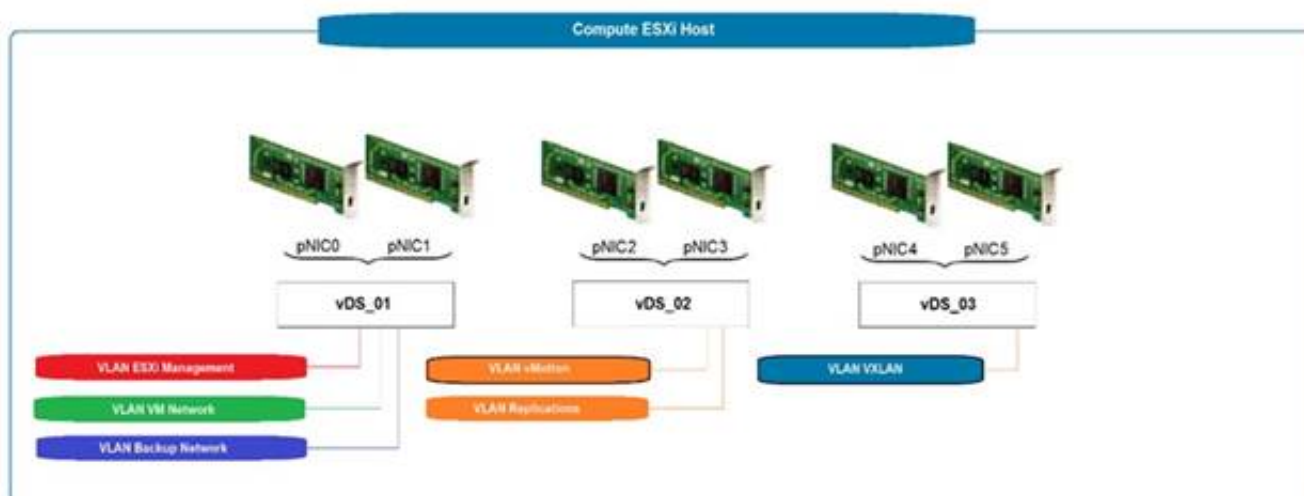 Compute ESXi Host
pNIC0 pNIC1 pNIC2 pNIC3 pNIC4 pNIC5
vDS_01 vDS_02 vDS_03
VLAN ESXi Management VLAN vMotion VLAN VXLAN
VLAN VM Network VLAN Replications
VLAN Backup Network